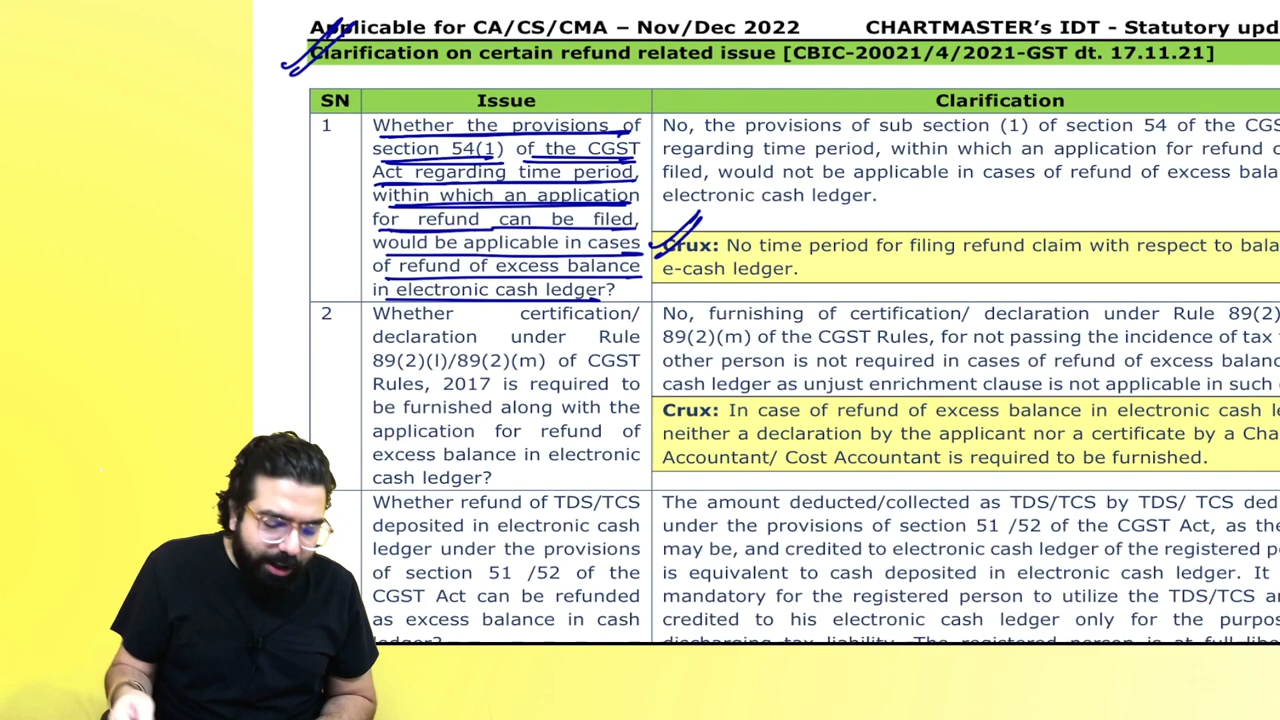 Applicable for CA/CS/CMA – Nov/Dec 2022 CHARTMASTER's IDT - Statutory upd
Clarification on certain refund related issue [CBIC-20021/4/2021-GST dt. 17.11.21]
SN Issue Clarification
1
Whether the provisions of
section 54(1) of the CGST
Act regarding time period,
within which an application
for refund can be filed,
would be applicable in cases
of refund of excess balance
in electronic cash ledger?
No, the provisions of sub section (1) of section 54 of the CGS
regarding time period, within which an application for refund c
filed, would not be applicable in cases of refund of excess bala
electronic cash ledger.
Crux: No time period for filing refund claim with respect to bala
e-cash ledger.
2
Whether certification/
declaration under Rule
89(2)(l)/89(2)(m) of CGST
Rules, 2017 is required to
be furnished along with the
application for refund of
excess balance in electronic
cash ledger?
No, furnishing of certification/ declaration under Rule 89(2)
89(2)(m) of the CGST Rules, for not passing the incidence of tax
other person is not required in cases of refund of excess balanc
cash ledger as unjust enrichment clause is not applicable in such
Crux: In case of refund of excess balance in electronic cash le
neither a declaration by the applicant nor a certificate by a Cha
Accountant/ Cost Accountant is required to be furnished.
Whether refund of TDS/TCS
deposited in electronic cash
ledger under the provisions
of section 51 /52 of the
CGST Act can be refunded
as excess balance in cash
ledger?
The amount deducted/collected as TDS/TCS by TDS/ TCS ded
under the provisions of section 51 /52 of the CGST Act, as the
may be, and credited to electronic cash ledger of the registered p
is equivalent to cash deposited in electronic cash ledger. It
mandatory for the registered person to utilize the TDS/TCS a
credited to his electronic cash ledger only for the purpos
discharging tax liability. The registered person is at full libe